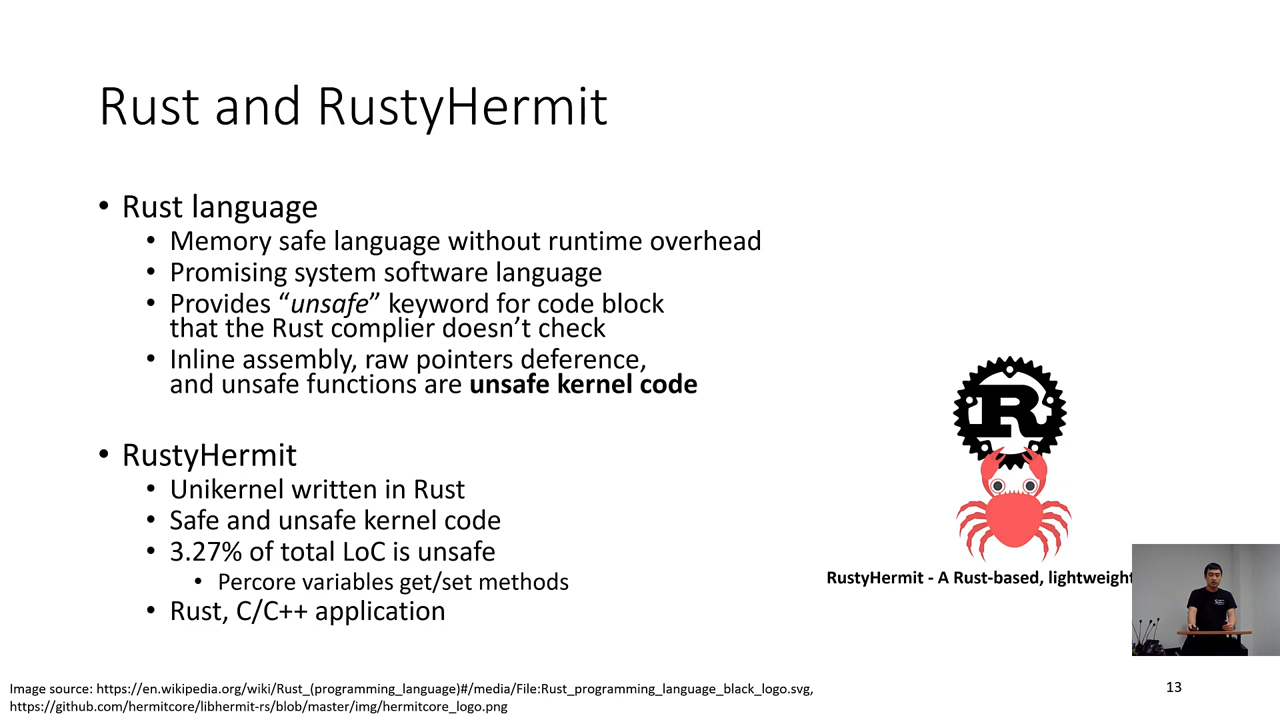 Rust and RustyHermit
• Rust language
• Memory safe language without runtime overhead
• Promising system software language
• Provides “unsafe” keyword for code block
that the Rust complier doesn’t check
• Inline assembly, raw pointers deference,
and unsafe functions are unsafe kernel code
• RustyHermit
• Unikernel written in Rust
• Safe and unsafe kernel code
• 3.27% of total LoC is unsafe
• Percore variables get/set methods
• Rust, C/C++ application
R
RustyHermit - A Rust-based, lightweight
Image source: https://en.wikipedia.org/wiki/Rust_(programming_language)#/media/File:Rust_programming_language_black_logo.svg,
https://github.com/hermitcore/libhermit-rs/blob/master/img/hermitcore_logo.png
13